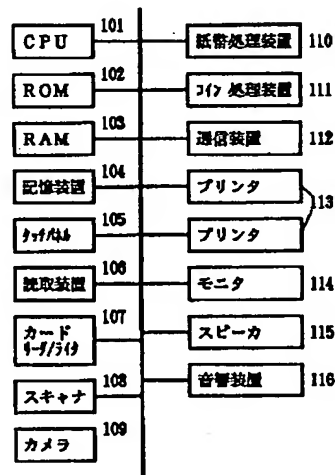 CPU 101
ROM 102
RAM 103
記憶装置 104
タッチパネル 105
読取装置 106
カード
リーダ/ライタ 107
スキャナ 108
カメラ 109
紙幣処理装置 110
コイン 処理装置 111
通信装置 112
プリンタ
プリンタ 113
モニタ 114
スピーカ 115
音響装置 116